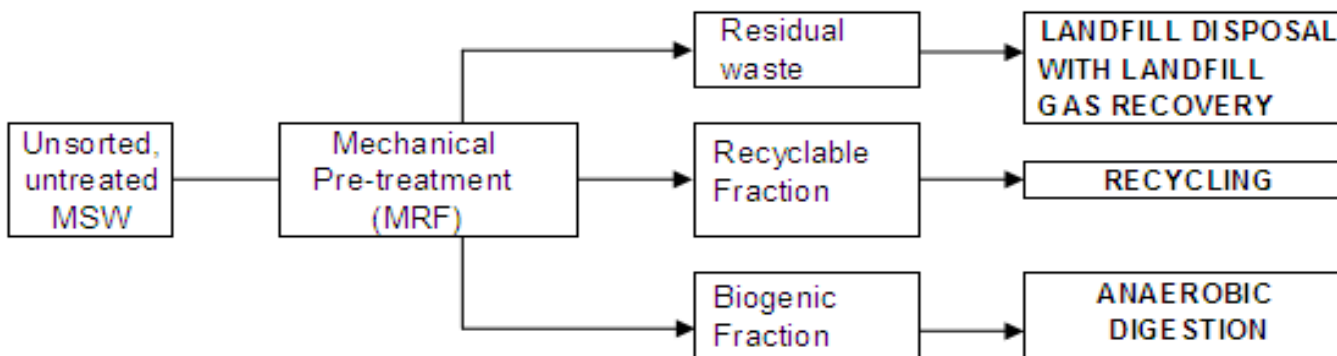 Unsorted,
untreated
MSW
Mechanical
Pre-treatment
(MRF)
Residual
waste
LANDFILL DISPOSAL
WITH LANDFILL
GAS RECOVERY
Recyclable
Fraction
RECYCLING
Biogenic
Fraction
ANAEROBIC
DIGESTION